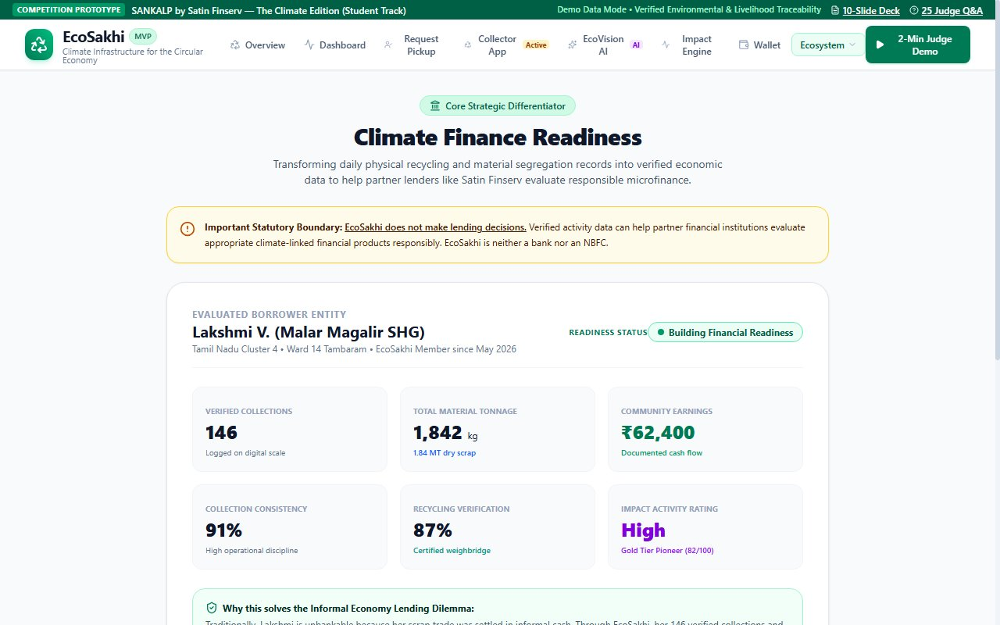 COMPETITION PROTOTYPE SANKALP by Satin Finserv — The Climate Edition (Student Track) Demo Data Mode • Verified Environmental & Livelihood Traceability 10-Slide Deck 25 Judge Q&A
EcoSakhi MVP
Climate Infrastructure for the Circular
Economy
Overview
Dashboard
Request
Pickup
Collector
App
Active
EcoVision
AI
AI
Impact
Engine
Wallet
Ecosystem
2-Min Judge
Demo
Core Strategic Differentiator
Climate Finance Readiness
Transforming daily physical recycling and material segregation records into verified economic
data to help partner lenders like Satin Finserv evaluate responsible microfinance.
Important Statutory Boundary: EcoSakhi does not make lending decisions. Verified activity data can help partner financial institutions evaluate
appropriate climate-linked financial products responsibly. EcoSakhi is neither a bank nor an NBFC.
EVALUATED BORROWER ENTITY
Lakshmi V. (Malar Magalir SHG)
Tamil Nadu Cluster 4 • Ward 14 Tambaram • EcoSakhi Member since May 2026
READINESS STATUS Building Financial Readiness
VERIFIED COLLECTIONS
146
Logged on digital scale
TOTAL MATERIAL TONNAGE
1,842 kg
1.84 MT dry scrap
COMMUNITY EARNINGS
₹62,400
Documented cash flow
COLLECTION CONSISTENCY
91%
High operational discipline
RECYCLING VERIFICATION
87%
Certified weighbridge
IMPACT ACTIVITY RATING
High
Gold Tier Pioneer (82/100)
Why this solves the Informal Economy Lending Dilemma:
Traditionally, Lakshmi is unbankable because her scrap trade was settled in informal cash. Through EcoSakhi, her 146 verified collections and